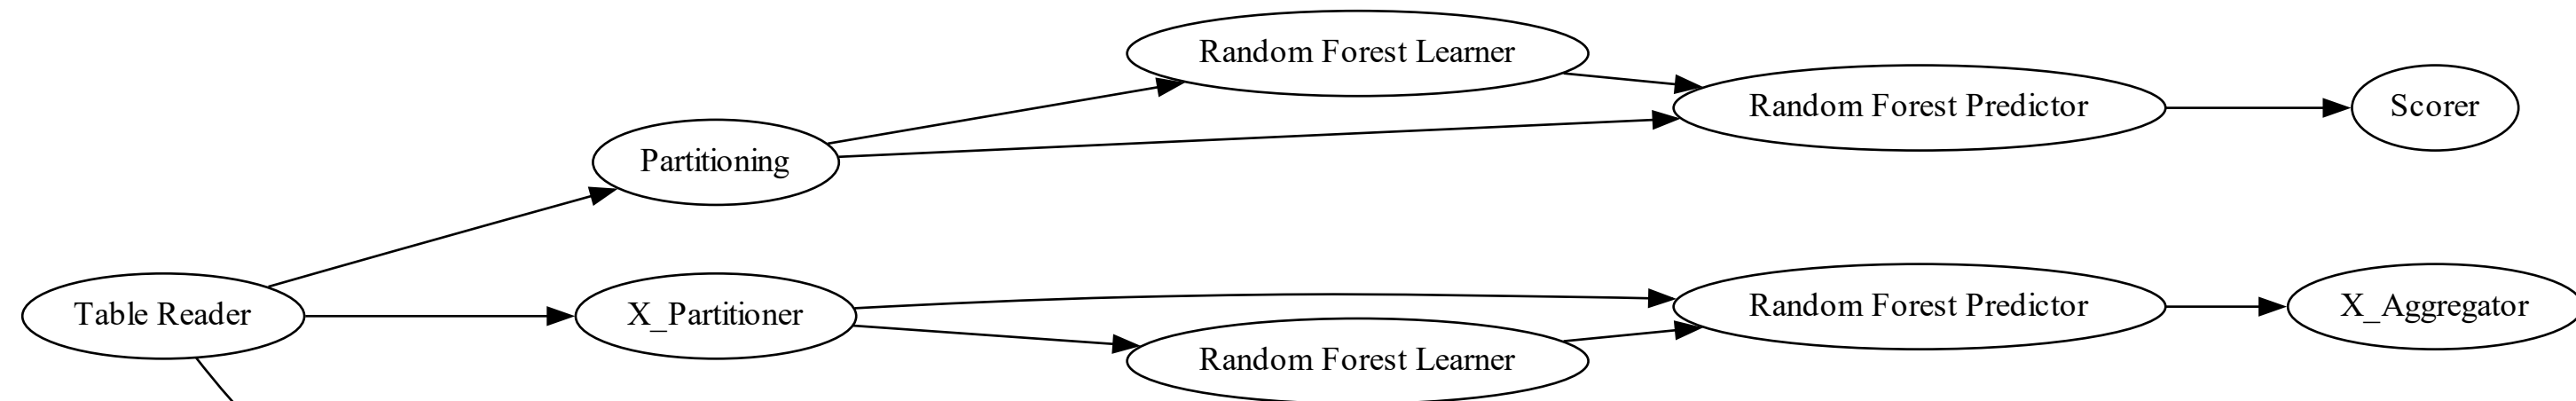 Random Forest Learner
Random Forest Predictor
Scorer
Partitioning
Table Reader
X_Partitioner
Random Forest Predictor
X_Aggregator
Random Forest Learner